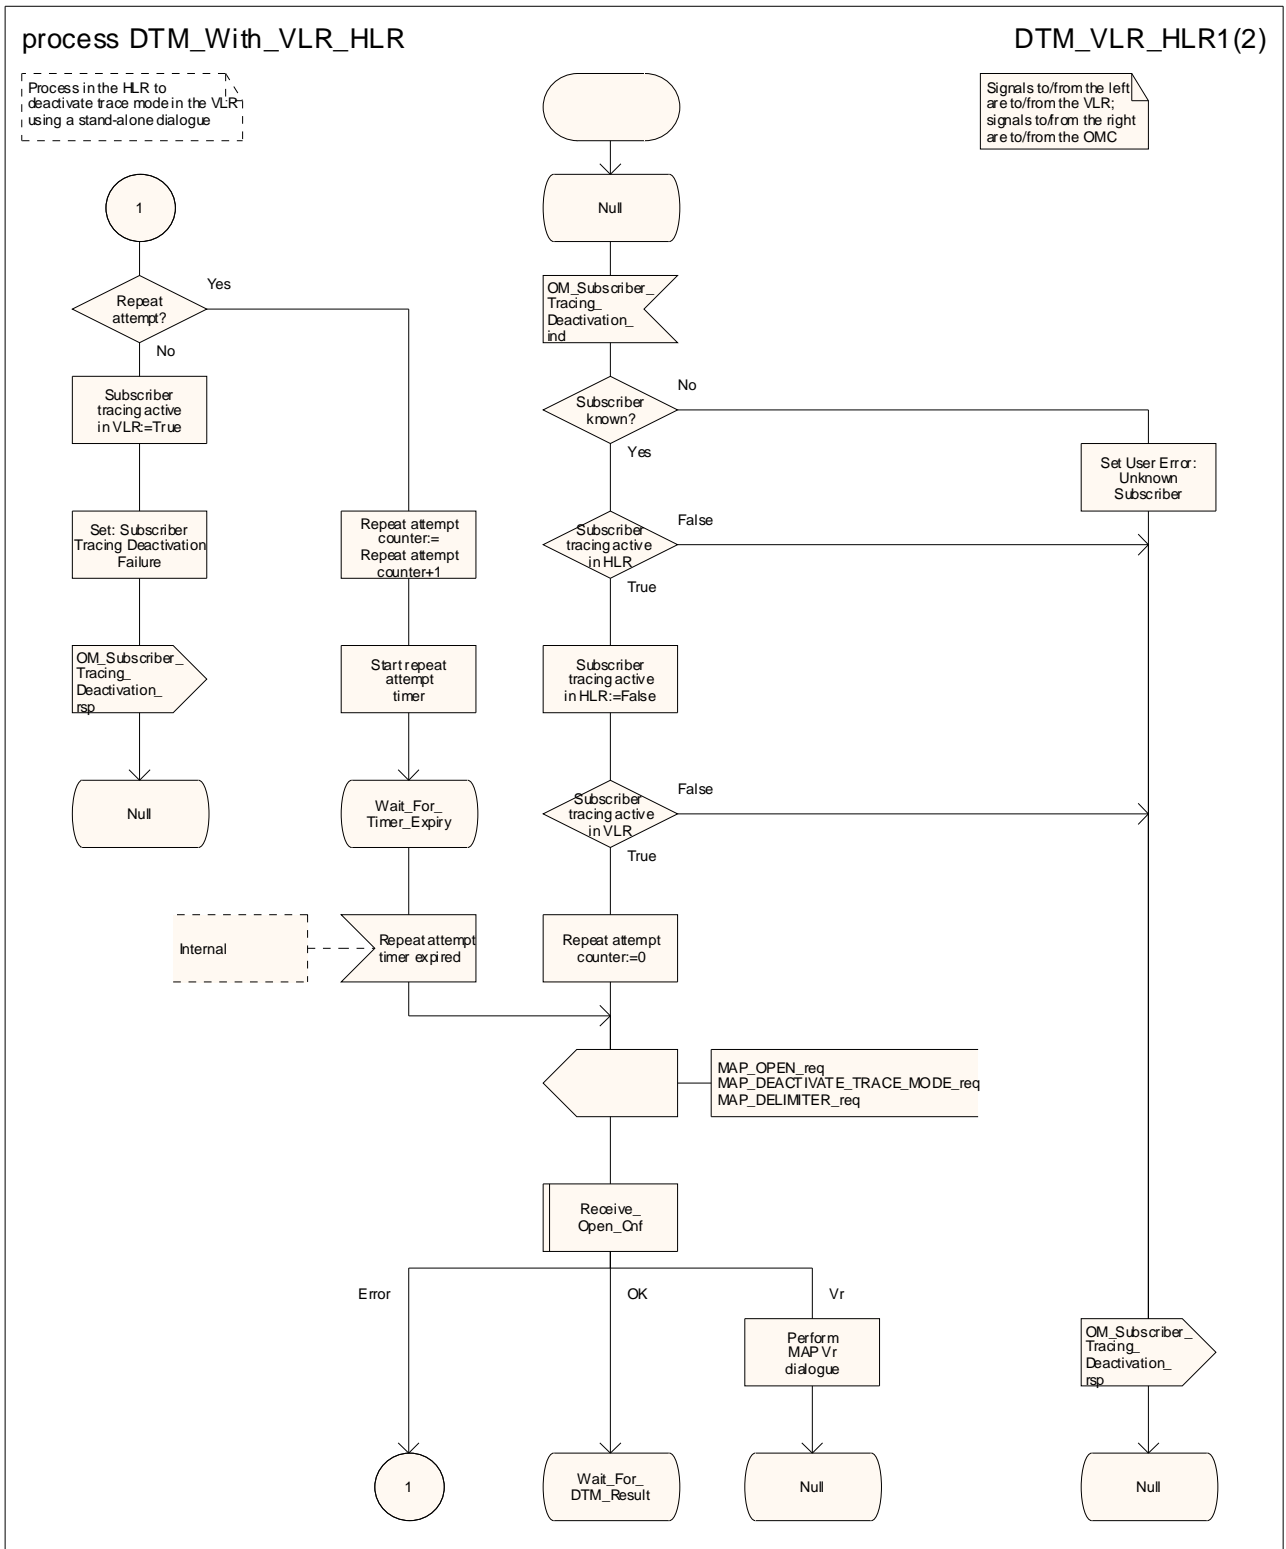 process DTM_With_VLR_HLR
DTM_VLR_HLR1(2)
Process in the HLR to
deactivate trace mode in the VLR
using a stand-alone dialogue
Signals to/from the left
are to/from the VLR;
signals to/from the right
are to/from the OMC
1
Null
Yes
Repeat
attempt?
No
OM_Subscriber_
Tracing_
Deactivation_
ind
Subscriber
tracing active
in VLR:=True
Subscriber
known?
No
Yes
Set User Error:
Unknown
Subscriber
Set: Subscriber
Tracing Deactivation
Failure
Repeat attempt
counter:=
Repeat attempt
counter+1
Subscriber
tracing active
in HLR
False
True
OM_Subscriber_
Tracing_
Deactivation_
rsp
Start repeat
attempt
timer
Subscriber
tracing active
in HLR:=False
Null
Wait_For_
Timer_Expiry
Subscriber
tracing active
in VLR
False
True
Internal
Repeat attempt
timer expired
Repeat attempt
counter:=0
MAP_OPEN_req
MAP_DEACTIVATE_TRACE_MODE_req
MAP_DELIMITER_req
Receive_
Open_Cnf
Error
OK
Vr
Perform
MAP Vr
dialogue
OM_Subscriber_
Tracing_
Deactivation_
rsp
1
Wait_For_
DTM_Result
Null
Null